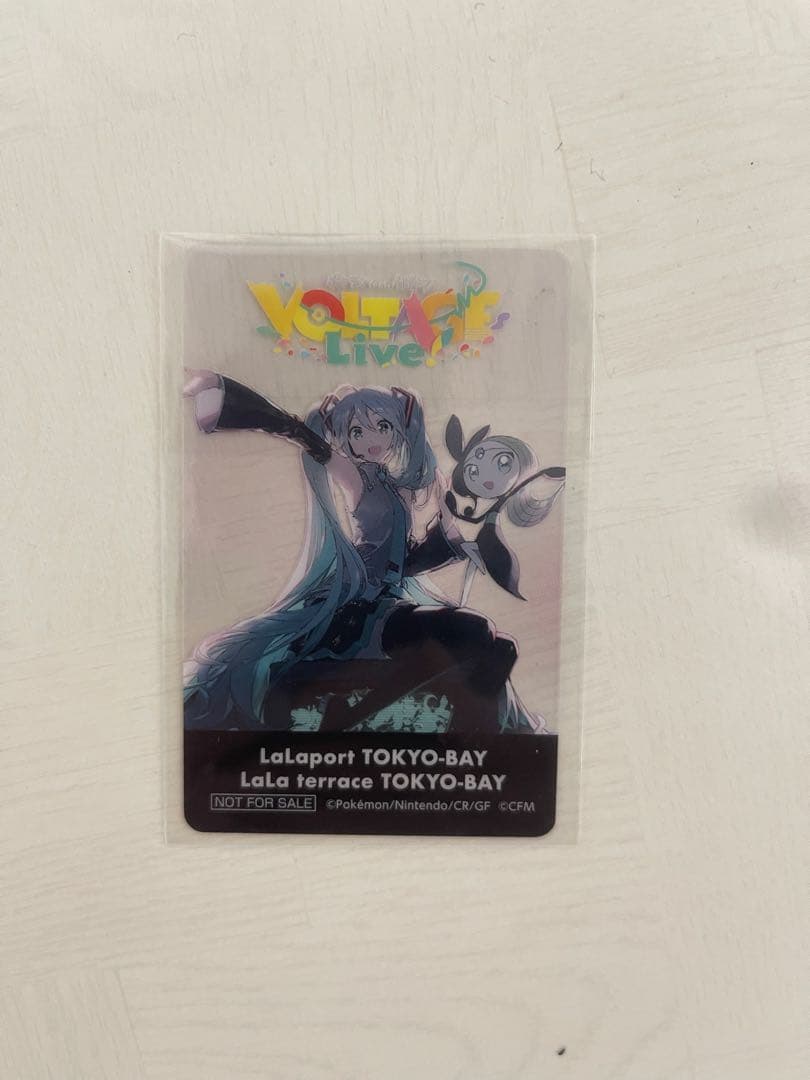 VOLTAGE
Live!
LaLaport TOKYO-BAY
LaLa terrace TOKYO-BAY
NOT FOR SALE ©Pokémon/Nintendo/CR/GF ©CFM